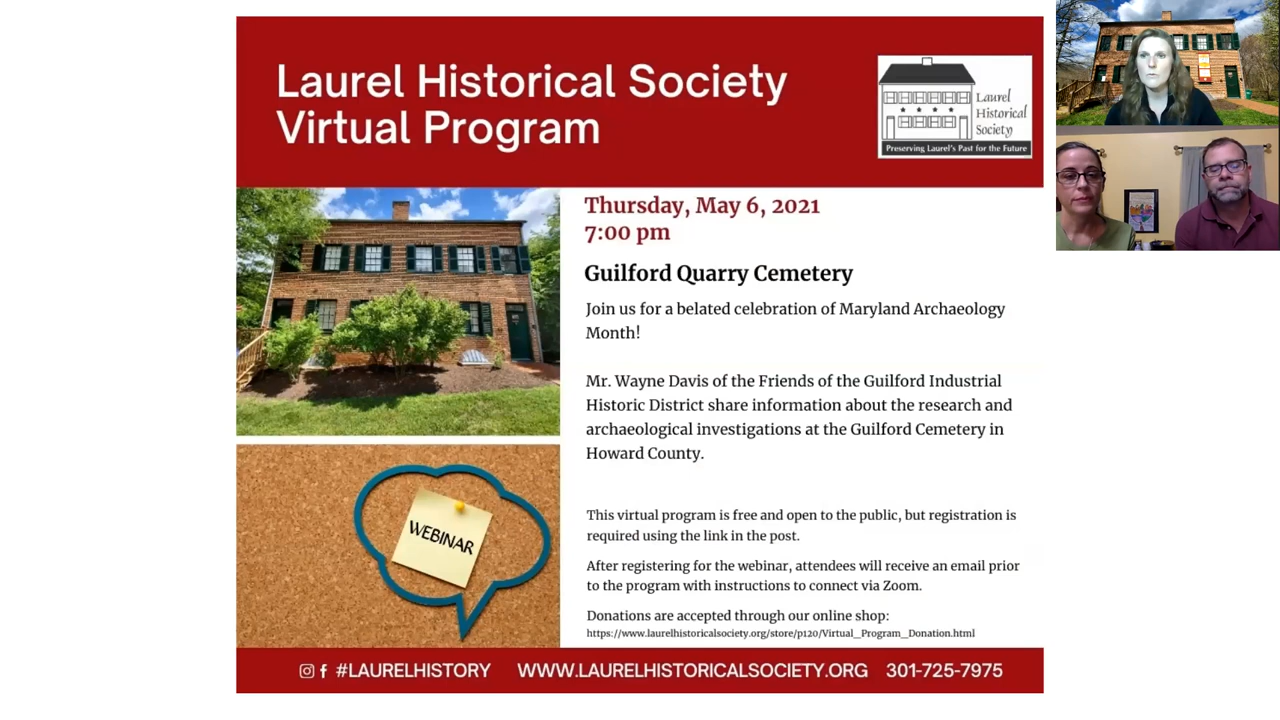 Laurel Historical Society
Virtual Program
Laurel
Historical
Society
Preserving Laurel's Past for the Future
Thursday, May 6, 2021
7:00 pm
Guilford Quarry Cemetery
Join us for a belated celebration of Maryland Archaeology
Month!
Mr. Wayne Davis of the Friends of the Guilford Industrial
Historic District share information about the research and
archaeological investigations at the Guilford Cemetery in
Howard County.
WEBINAR
This virtual program is free and open to the public, but registration is
required using the link in the post.
After registering for the webinar, attendees will receive an email prior
to the program with instructions to connect via Zoom.
Donations are accepted through our online shop:
https://www.laurelhistoricalsociety.org/store/p120/Virtual_Program_Donation.html
#LAURELHISTORY WWW.LAURELHISTORICALSOCIETY.ORG 301-725-7975